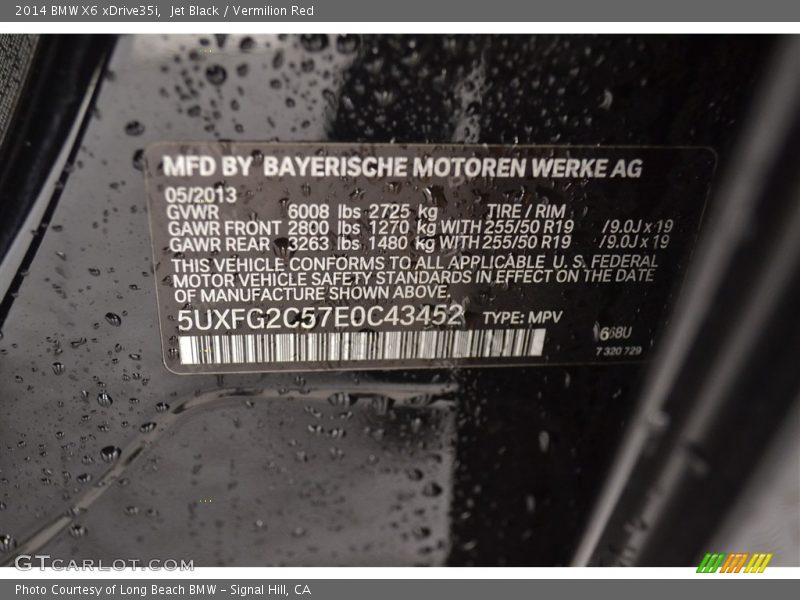 2014 BMW X6 xDrive35i, Jet Black / Vermilion Red
MFD BY BAYERISCHE MOTOREN WERKE AG
05/2013
GVWR 6008 lbs 2725 kg TIRE / RIM
GAWR FRONT 2800 lbs 1270 kg WITH 255/50 R19 /9.0J x 19
GAWR REAR 3263 lbs 1480 kg WITH 255/50 R19 /9.0J x 19
THIS VEHICLE CONFORMS TO ALL APPLICABLE U. S. FEDERAL
MOTOR VEHICLE SAFETY STANDARDS IN EFFECT ON THE DATE
OF MANUFACTURE SHOWN ABOVE.
5UXFG2C57E0C43452 TYPE: MPV
668U
7 320 729
GTCARLOT.COM
Photo Courtesy of Long Beach BMW - Signal Hill, CA